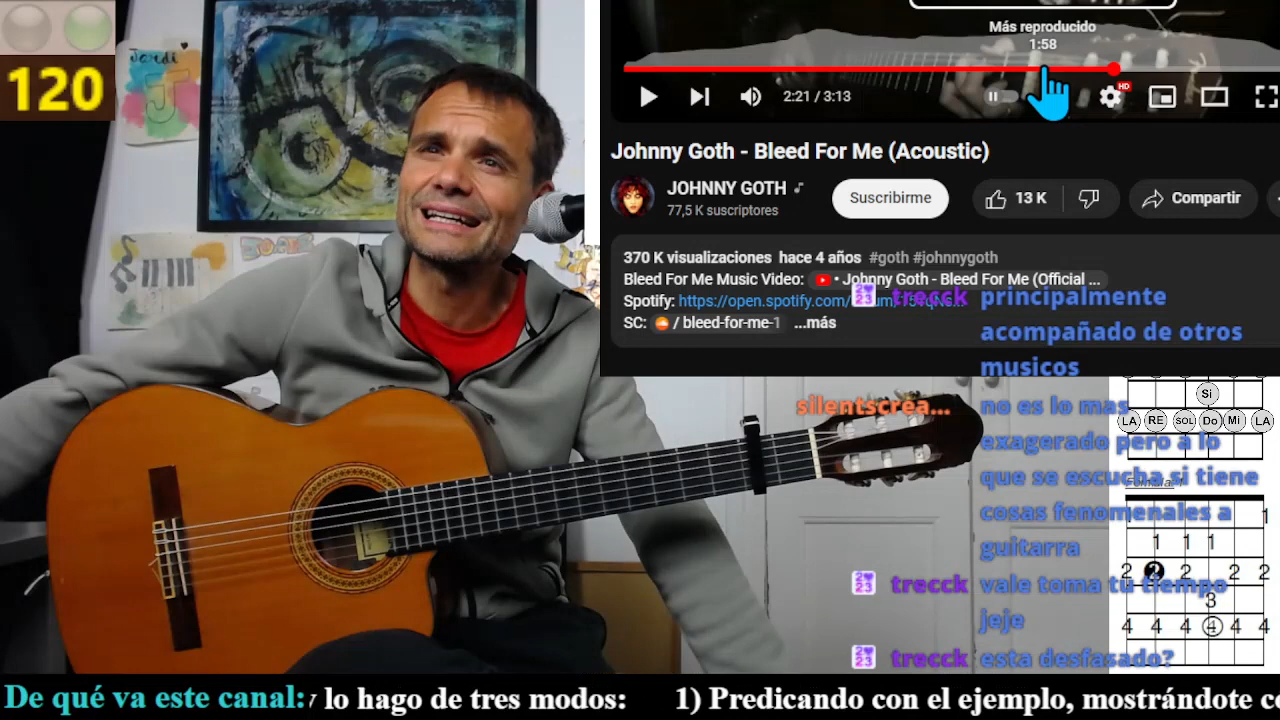 120
Jardi
J
Más reproducido
1:58
HD
2:21 / 3:13
Johnny Goth - Bleed For Me (Acoustic)
JOHNNY GOTH
77,5 K suscriptores
Suscribirme
13 K
Compartir
370 K visualizaciones hace 4 años #goth #johnnygoth
Bleed For Me Music Video: • Johnny Goth - Bleed For Me (Official ...
Spotify: https://open.spotify.com/
SC: / bleed-for-me-1 ...más
trecck principalmente
acompañado de otros
musicos
silentscrea... no es lo mas
exagerado pero a lo
que se escucha si tiene
cosas fenomenales a
guitarra
trecck vale toma tu tiempo
jeje
trecck esta desfasado?
Si
LA RE SOL Do Mi LA
1
1 1 1
2 2 2 2 2
3
4 4 4 4 4 4
De qué va este canal: y lo hago de tres modos: 1) Predicando con el ejemplo, mostrándote co